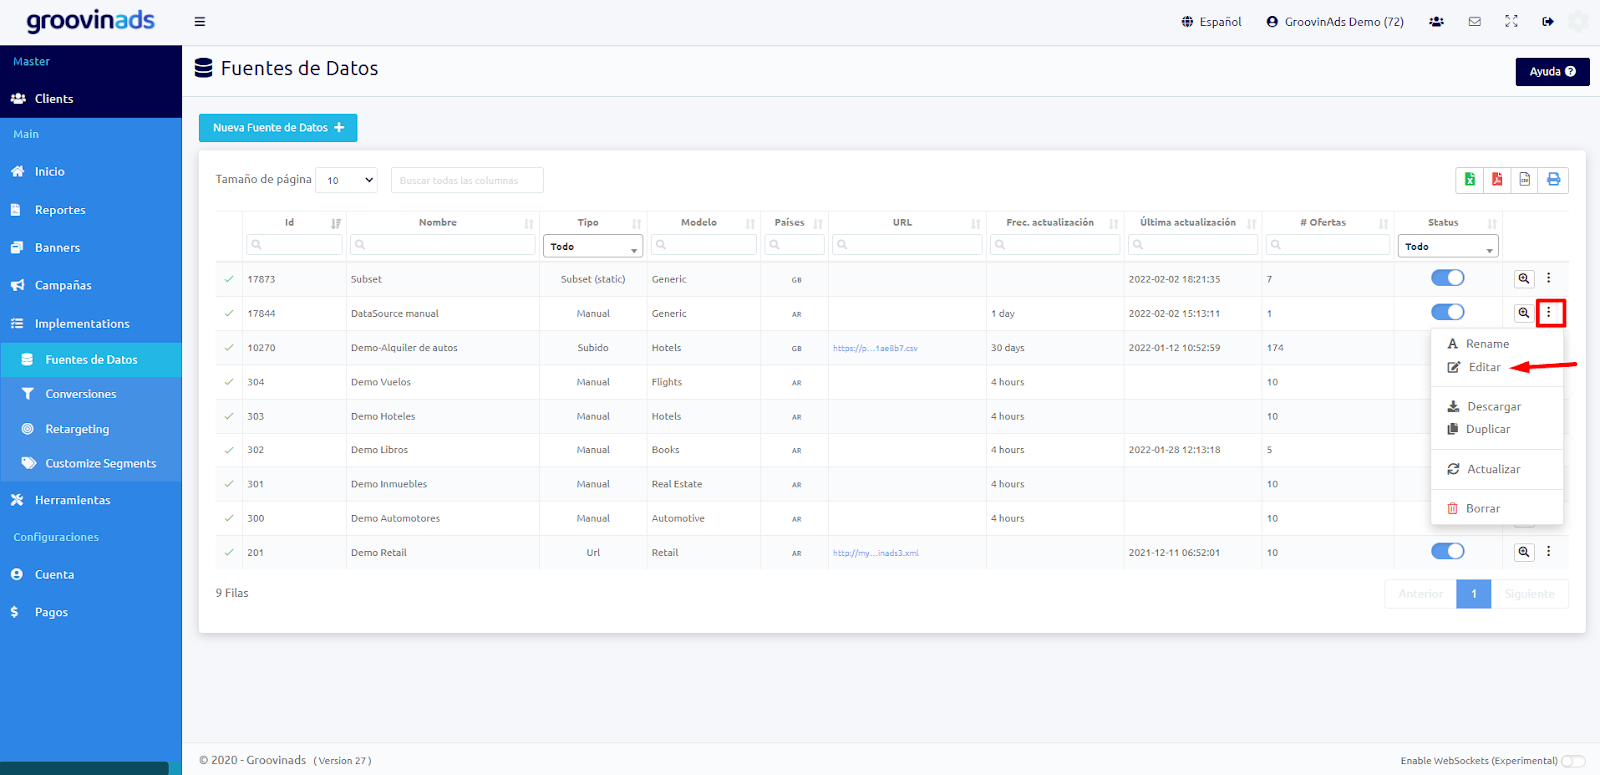 groovinads
Español
GroovinAds Demo (72)
Master
Clients
Main
Inicio
Reportes
Banners
Campañas
Implementations
Fuentes de Datos
Conversiones
Retargeting
Customize Segments
Herramientas
Configuraciones
Cuenta
Pagos
Fuentes de Datos
Ayuda
Nueva Fuente de Datos
Tamaño de página 10 Buscar todas las columnas
Id Nombre Tipo Modelo Países URL Frec. actualización Última actualización # Ofertas Status
Todo Todo
17873 Subset Subset (static) Generic GB 2022-02-02 18:21:35 7
17844 DataSource manual Manual Generic AR 1 day 2022-02-02 15:13:11 1
10270 Demo-Alquiler de autos Subido Hotels GB https://p...1ae8b7.csv 30 days 2022-01-12 10:52:59 174
304 Demo Vuelos Manual Flights AR 4 hours 10
303 Demo Hoteles Manual Hotels AR 4 hours 10
302 Demo Libros Manual Books AR 4 hours 2022-01-28 12:13:18 5
301 Demo Inmuebles Manual Real Estate AR 4 hours 10
300 Demo Automotores Manual Automotive AR 4 hours 10
201 Demo Retail Url Retail AR http://my...inads3.xml 2021-12-11 06:52:01 10
Rename
Editar
Descargar
Duplicar
Actualizar
Borrar
9 Filas
Anterior 1 Siguiente
© 2020 - Groovinads ( Version 27 )
Enable WebSockets (Experimental)